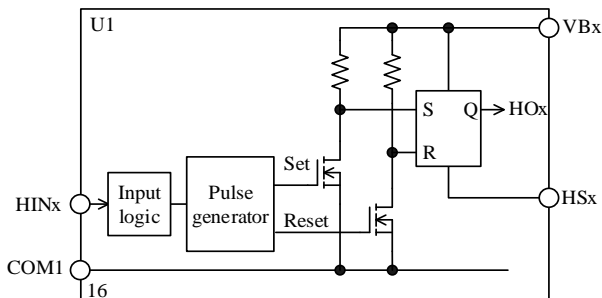 U1
VBx
S
Q
HOx
R
Set
HINx
Input
logic
Pulse
generator
Reset
HSx
COM1
16